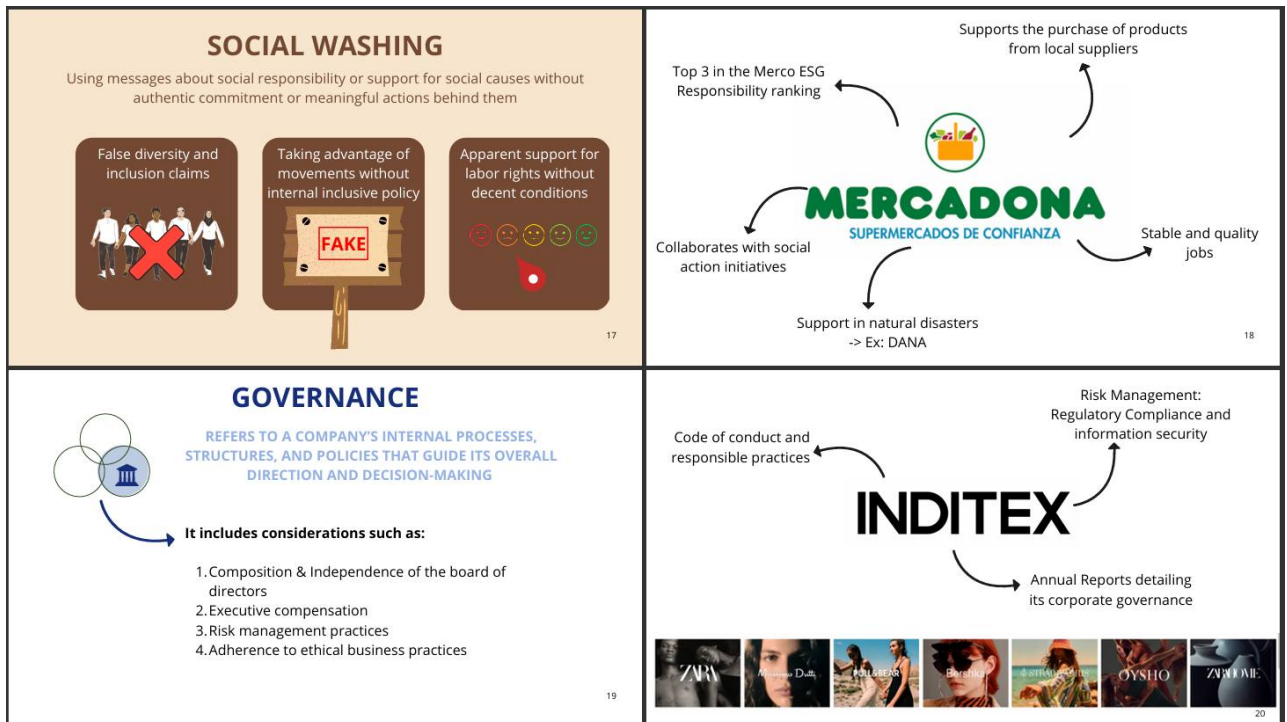 SOCIAL WASHING
Using messages about social responsibility or support for social causes without
authentic commitment or meaningful actions behind them
False diversity and
inclusion claims
Taking advantage of
movements without
internal inclusive policy
FAKE
Apparent support for
labor rights without
decent conditions
17
Supports the purchase of products
from local suppliers
Top 3 in the Merco ESG
Responsibility ranking
MERCADONA
SUPERMERCADOS DE CONFIANZA
Collaborates with social
action initiatives
Stable and quality
jobs
Support in natural disasters
-> Ex: DANA
18
GOVERNANCE
REFERS TO A COMPANY'S INTERNAL PROCESSES,
STRUCTURES, AND POLICIES THAT GUIDE ITS OVERALL
DIRECTION AND DECISION-MAKING
It includes considerations such as:
1.Composition & Independence of the board of
directors
2.Executive compensation
3.Risk management practices
4.Adherence to ethical business practices
19
Risk Management:
Regulatory Compliance and
information security
Code of conduct and
responsible practices
INDITEX
Annual Reports detailing
its corporate governance
ZARA
Massimo Dutti
PULL&BEAR
Bershka
STRADIVARIUS
OYSHO
ZARA HOME
20